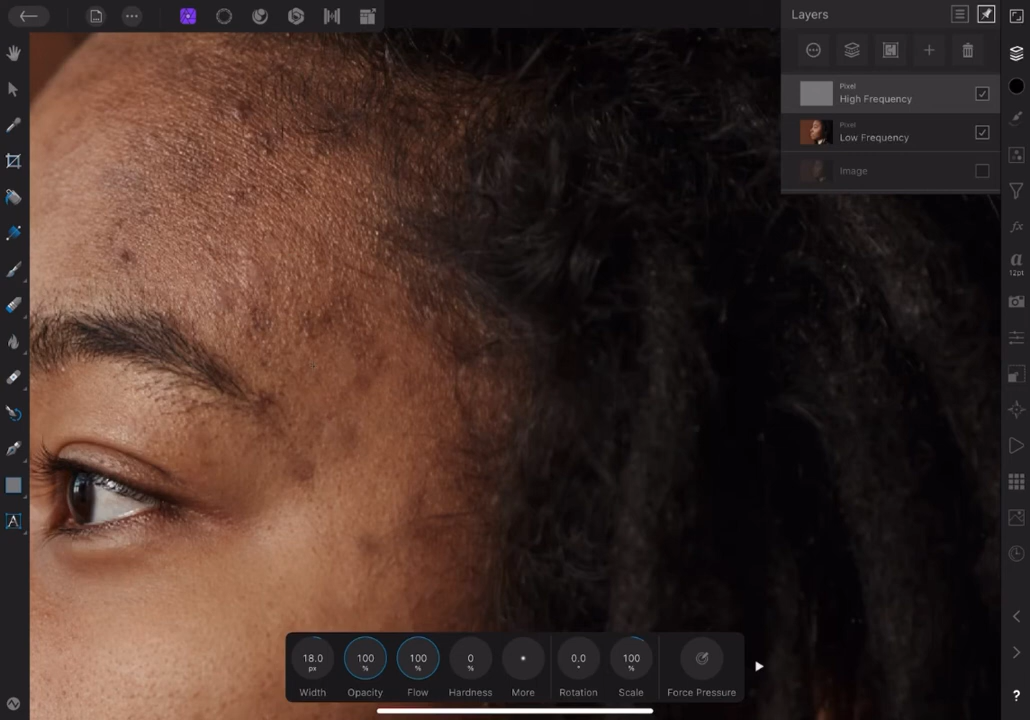 Layers
Pixel
High Frequency
Pixel
Low Frequency
Image
a
12pt
A
18.0
px
Width
100
%
Opacity
100
%
Flow
0
%
Hardness
More
0.0
°
Rotation
100
%
Scale
Force Pressure
fx
?